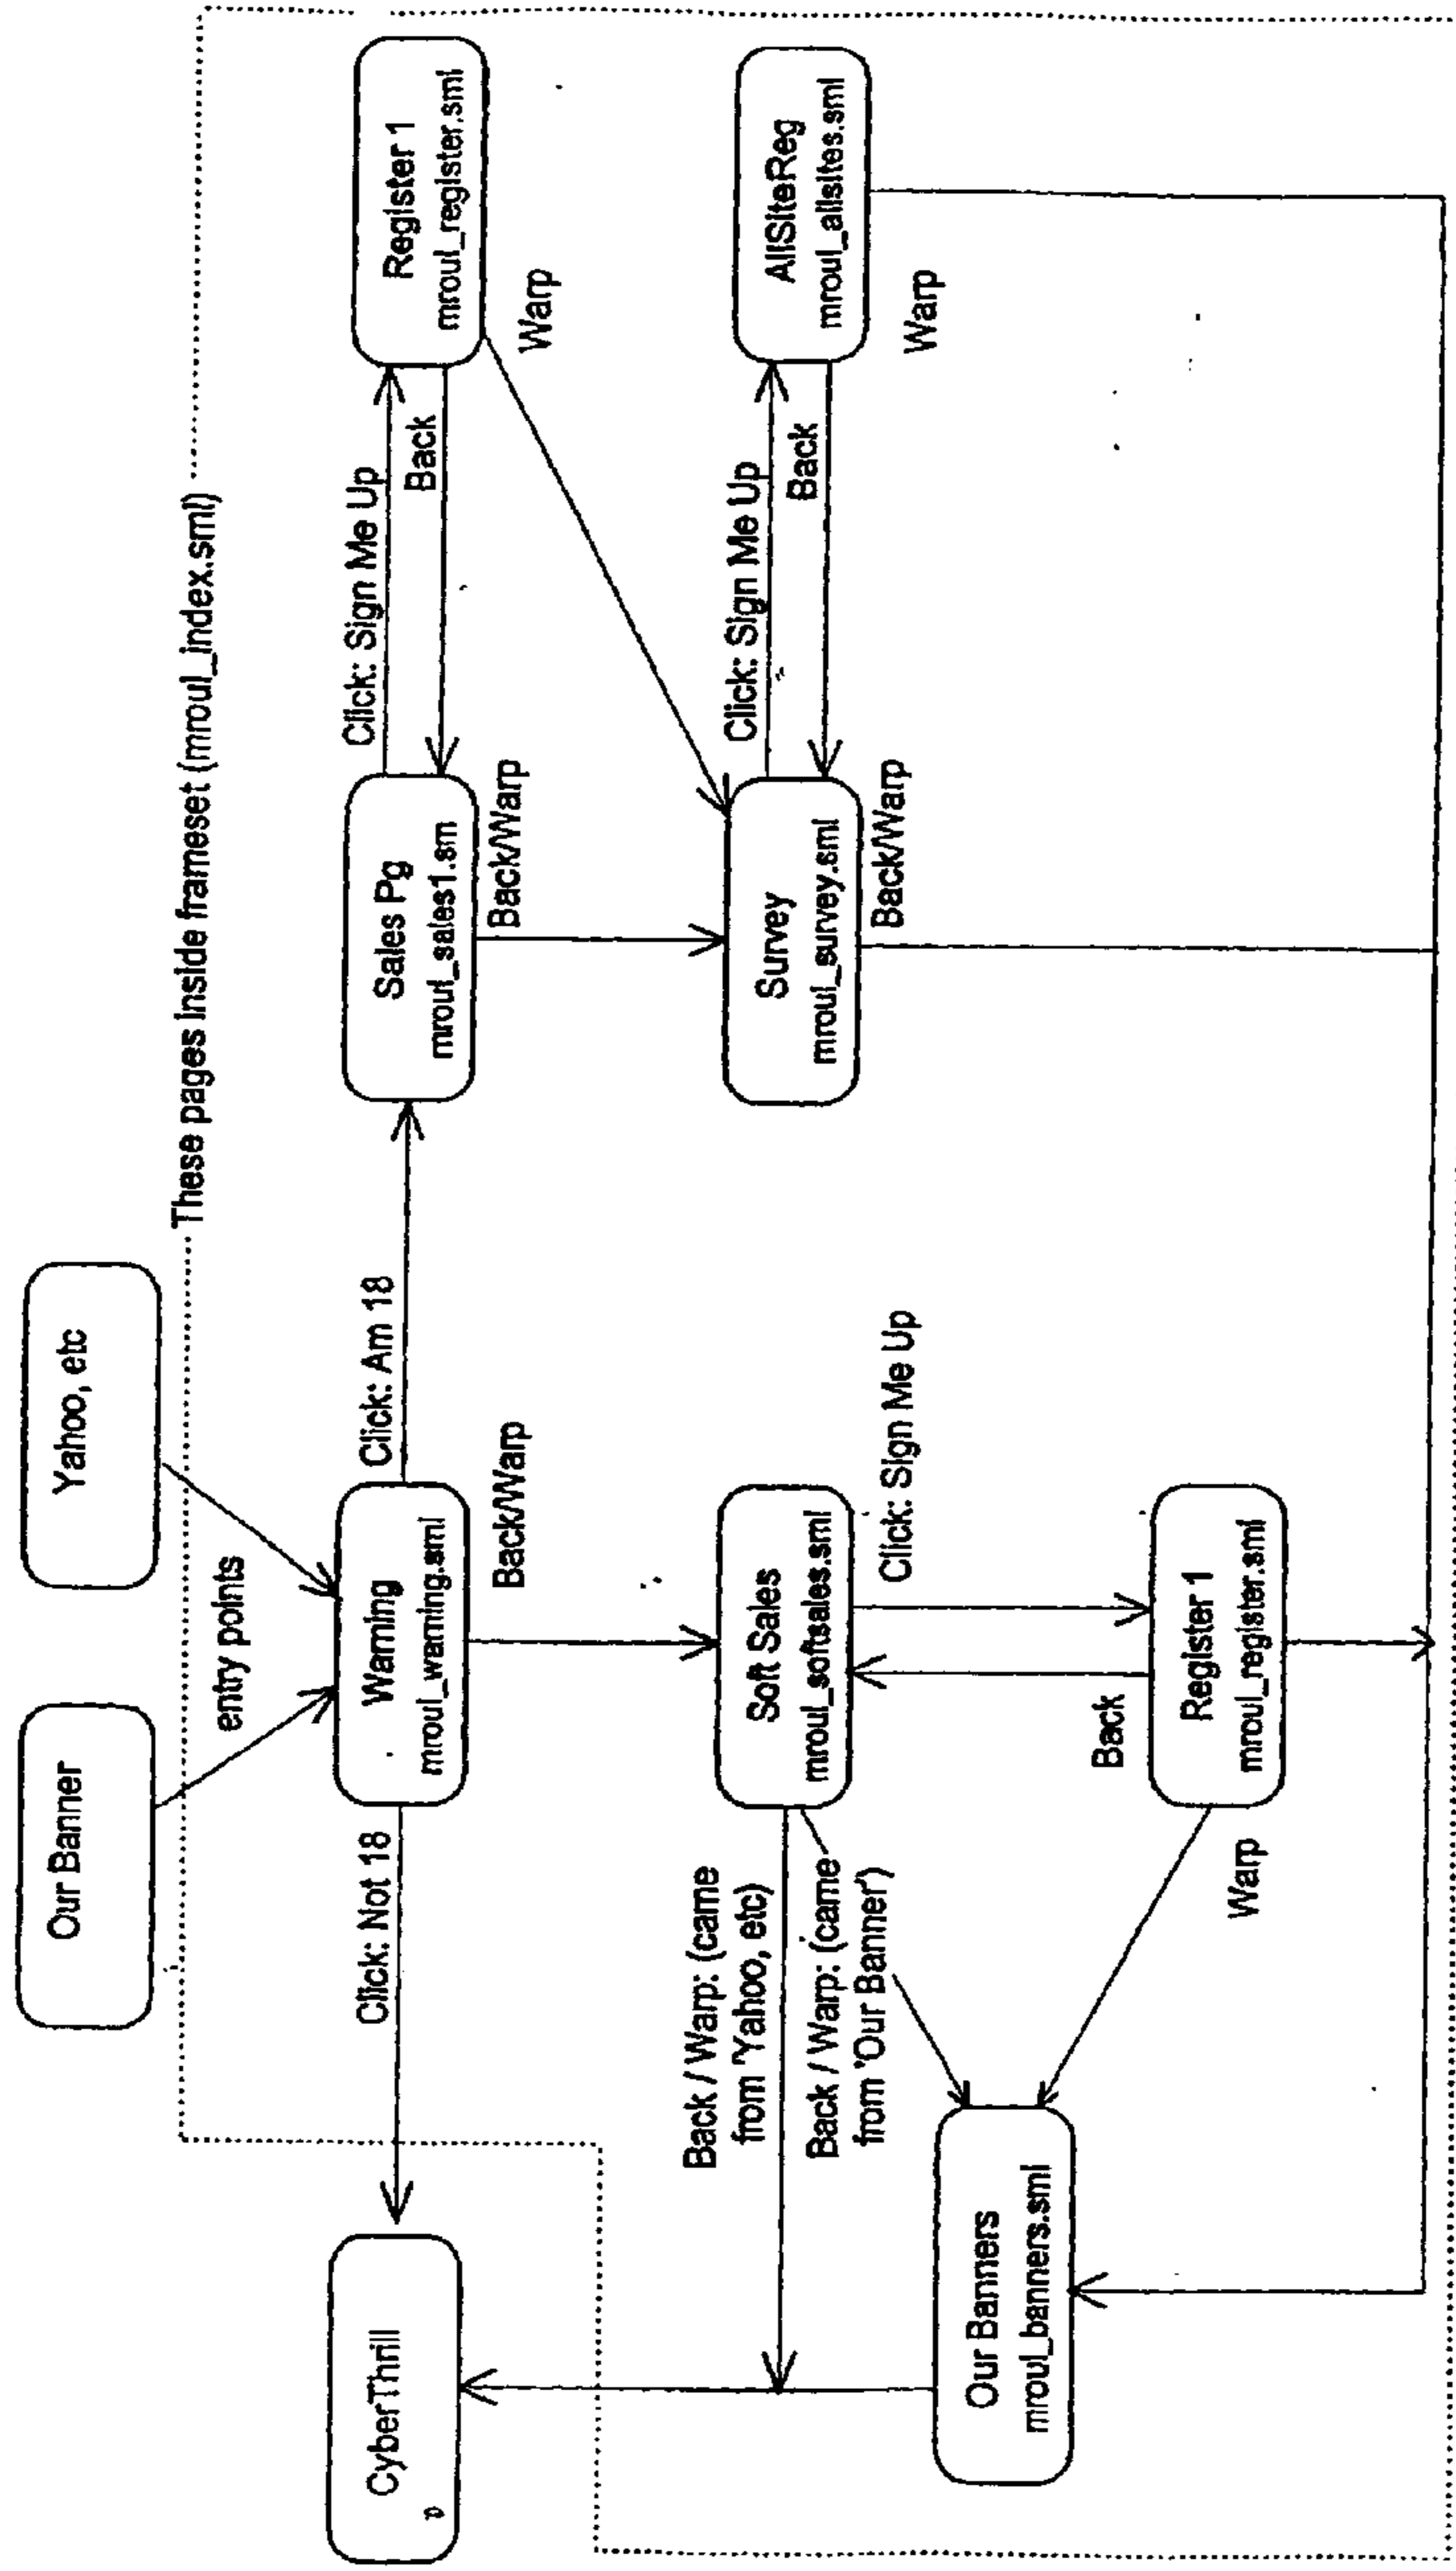 Our Banner
Yahoo, etc
entry points
These pages inside frameset (mroul_index.sml)
CyberThrill
Click: Not 18
Warning
mroul_warning.sml
Click: Am 18
Sales Pg
mroul_sales1.sm
Click: Sign Me Up
Back
Register 1
mroul_register.sml
Back/Warp
Back/Warp
Warp
Back / Warp: (came
from 'Yahoo, etc)
Back / Warp: (came
from 'Our Banner')
Soft Sales
mroul_softsales.sml
Click: Sign Me Up
Survey
mroul_survey.sml
Click: Sign Me Up
Back
AllSiteReg
mroul_allsites.sml
Back/Warp
Warp
Our Banners
mroul_banners.sml
Back
Warp
Register 1
mroul_register.sml